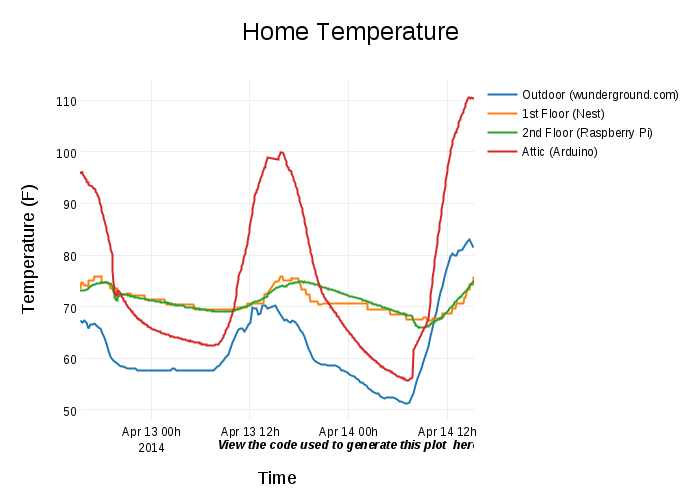 Home Temperature
Outdoor (wunderground.com)
1st Floor (Nest)
2nd Floor (Raspberry Pi)
Attic (Arduino)
Temperature (F)
110
100
90
80
70
60
50
Apr 13 00h
2014
Apr 13 12h
Apr 14 00h
Apr 14 12h
View the code used to generate this plot here
Time